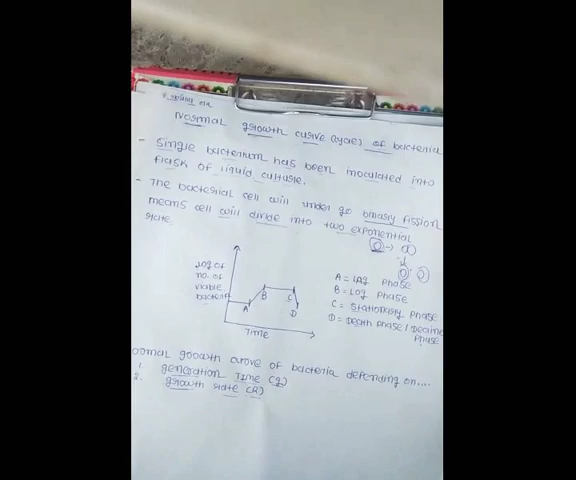 Normal growth curve (cycle) of bacteria
- Single bacterium has been inoculated into
flask of liquid culture.
- The bacterial cell will under go binary fission
means cell will divide into two exponential
state
Log of
no. of
viable
bacteria
A
B
C
D
Time
A = Lag phase
B = Log phase
C = Stationary phase
D = Death phase / Decline
Phase
normal growth curve of bacteria depending on....
1. generation Time (g)
2. growth state (R)